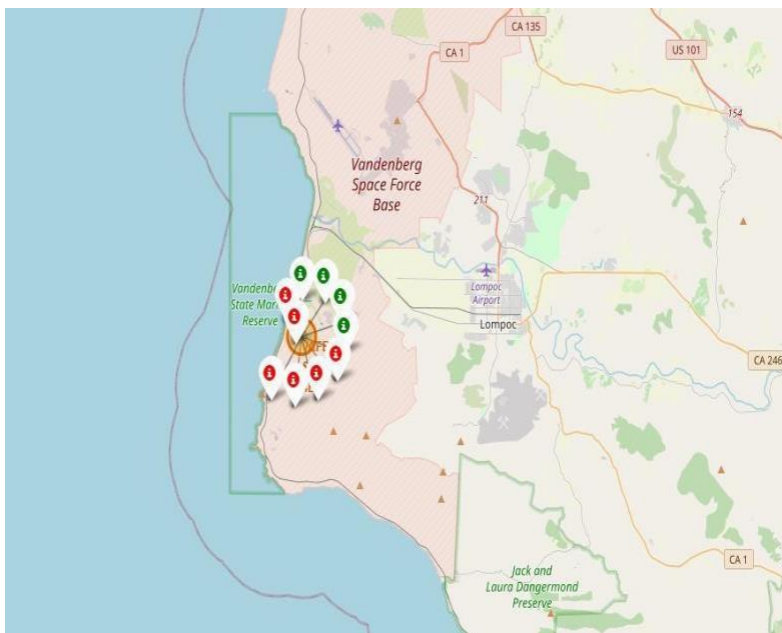 CA 135
CA 1
US 101
154
Vandenberg
Space Force
Base
211
Lompoc
Airport
Lompoc
State Mar
Reserve
CA 246
CA 1
Jack and
Laura Dangermond
Preserve